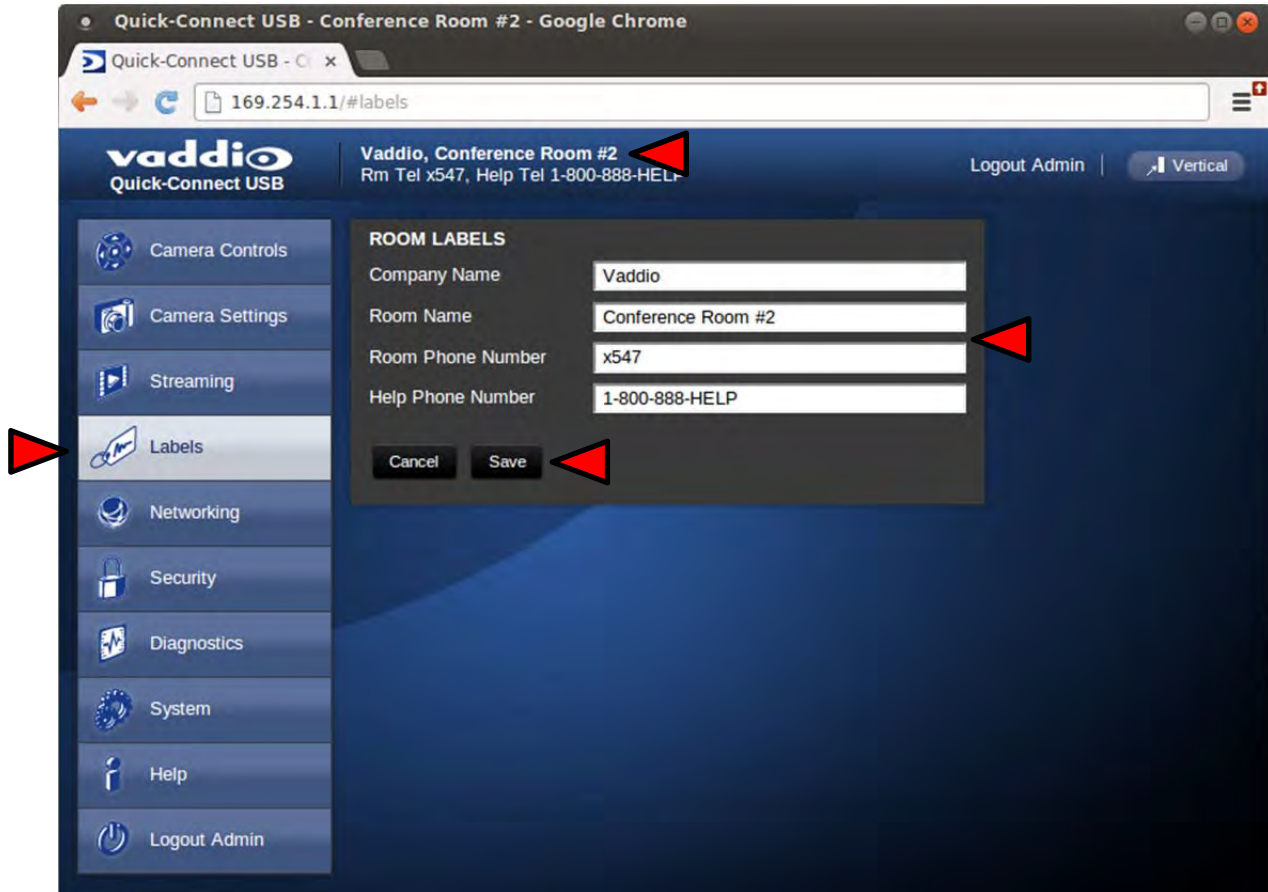 Quick-Connect USB - Conference Room #2 - Google Chrome
Quick-Connect USB - C
169.254.1.1/#labels
vaddio
Quick-Connect USB
Vaddio, Conference Room #2
Rm Tel x547, Help Tel 1-800-888-HELP
Logout Admin
Vertical
Camera Controls
Camera Settings
Streaming
Labels
Networking
Security
Diagnostics
System
Help
Logout Admin
ROOM LABELS
Company Name Vaddio
Room Name Conference Room #2
Room Phone Number x547
Help Phone Number 1-800-888-HELP
Cancel Save